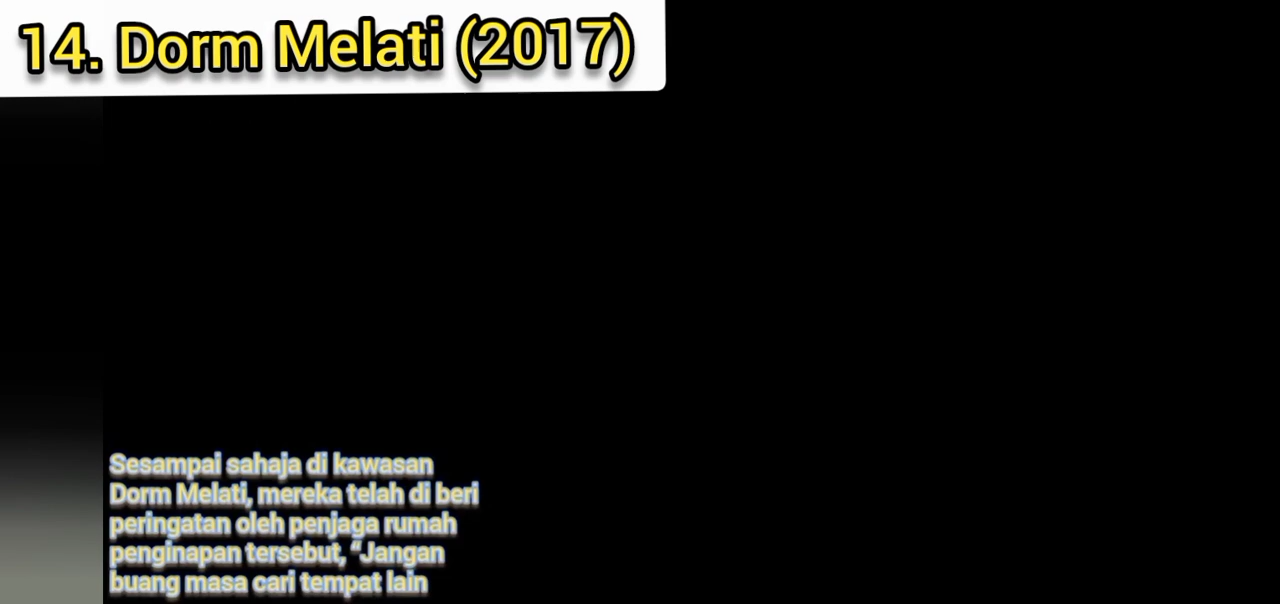 14. Dorm Melati (2017)
Sesampai sahaja di kawasan
Dorm Melati, mereka telah di beri
peringatan oleh penjaga rumah
penginapan tersebut, "Jangan
buang masa cari tempat lain